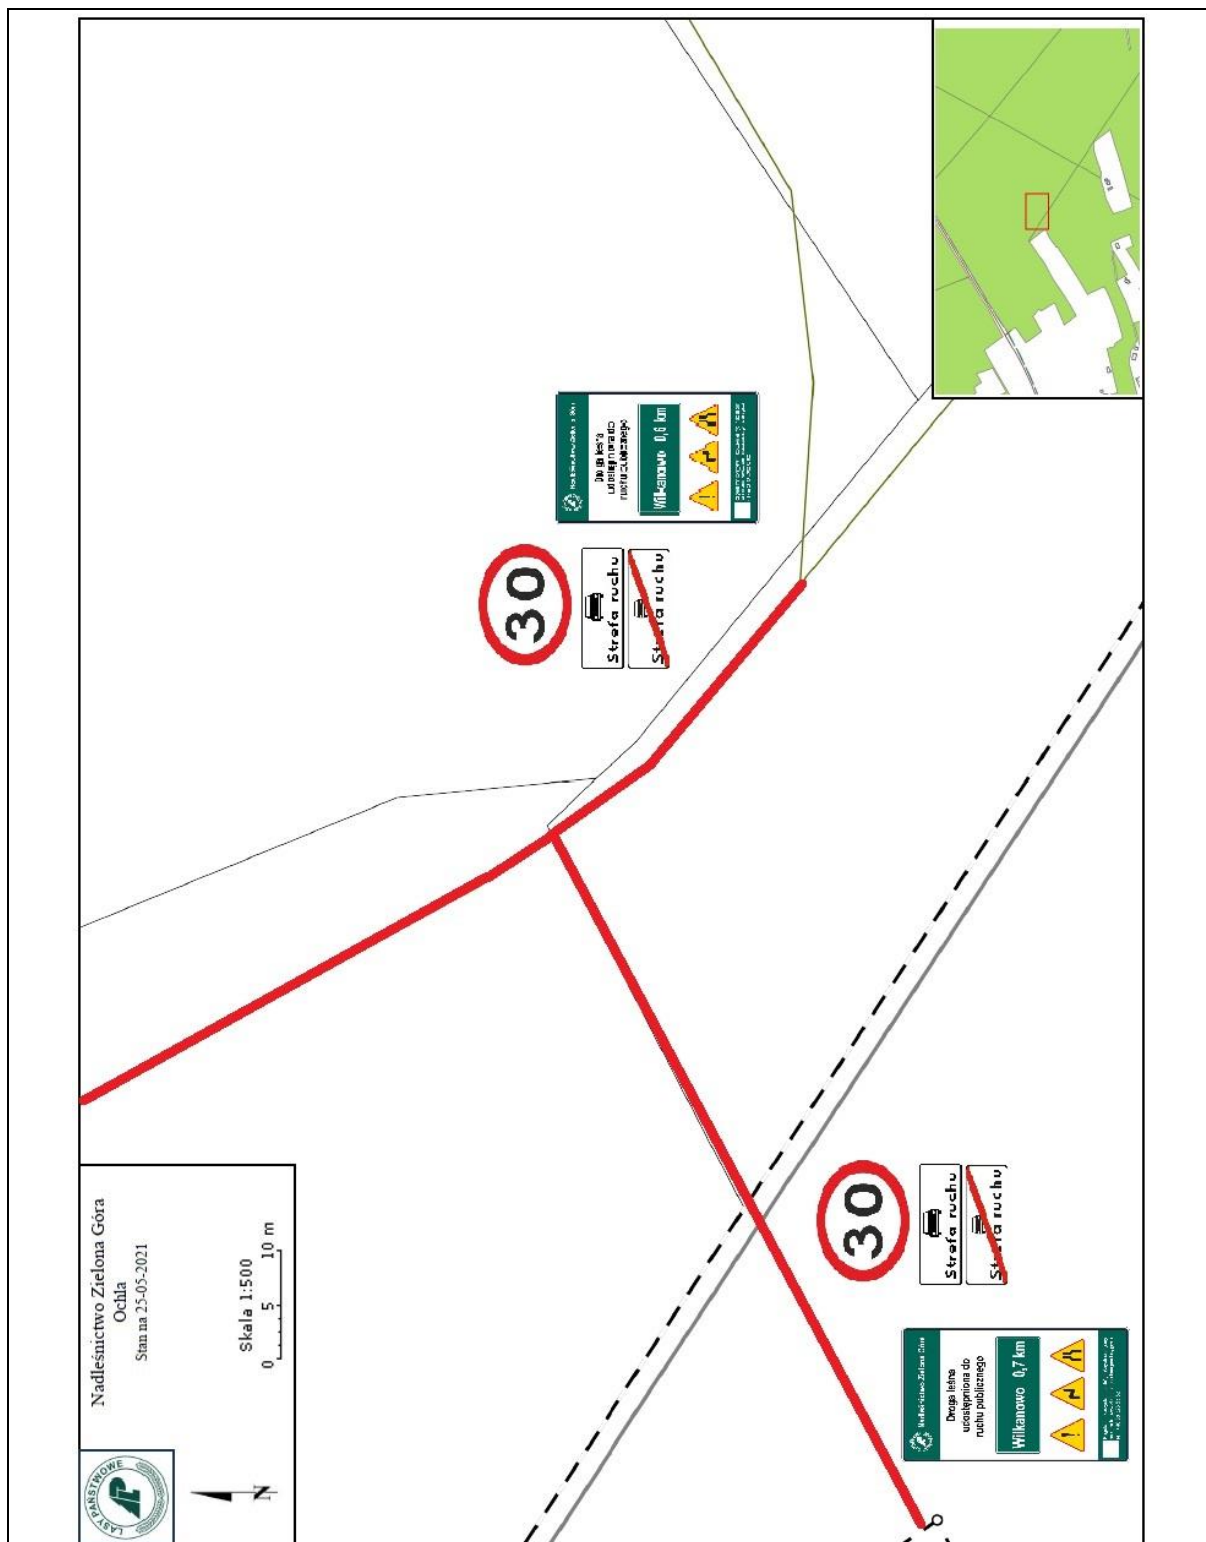 Nadleśnictwo Zielona Góra
Ochla
Stan na 25-05-2021
Skala 1:500
0 5 10 m
N
LASY PAŃSTWOWE
Droga leśna
udostępniona do
ruchu publicznego
Wilkanowo 0,6 km
30
Strefa ruchu
Strefa ruchu
30
Strefa ruchu
Strefa ruchu
Nadleśnictwo Zielona Góra
Droga leśna
udostępniona do
ruchu publicznego
Wilkanowo 0,7 km